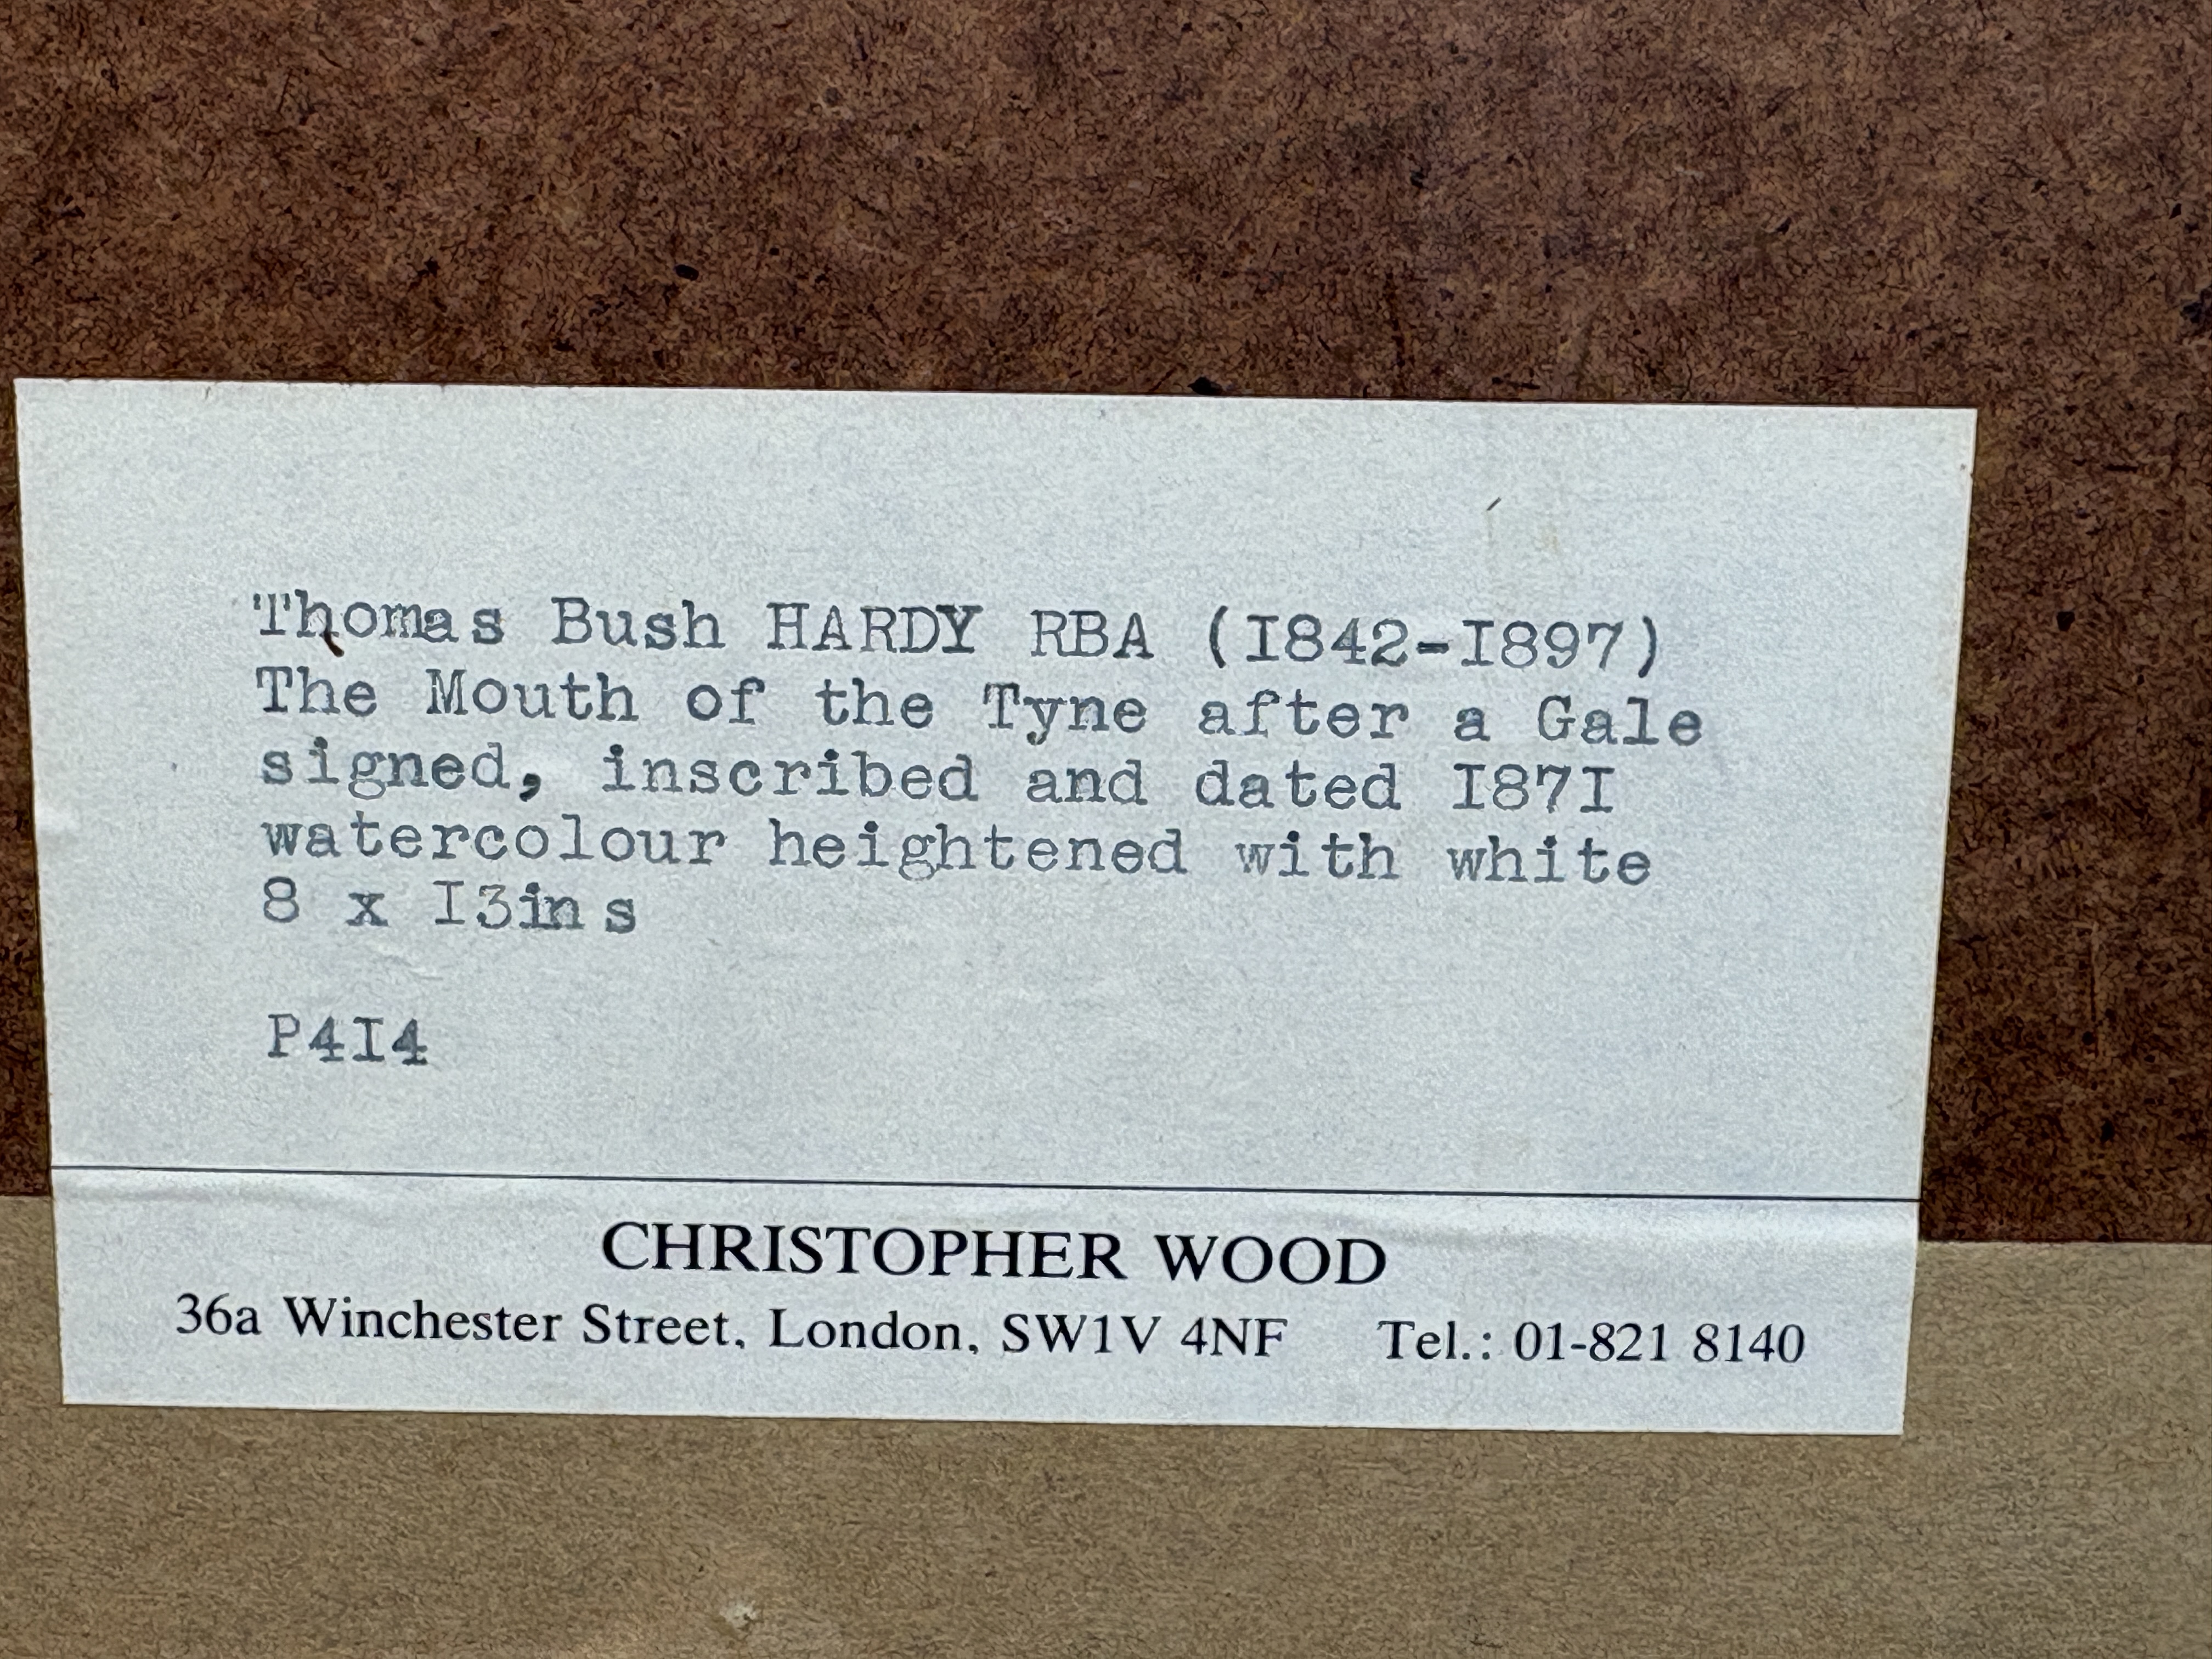 Thomas Bush HARDY RBA (I842-I897)
The Mouth of the Tyne after a Gale
signed, inscribed and dated I87I
watercolour heightened with white
8 x I3ins
P4I4
CHRISTOPHER WOOD
36a Winchester Street, London, SW1V 4NF Tel.: 01-821 8140